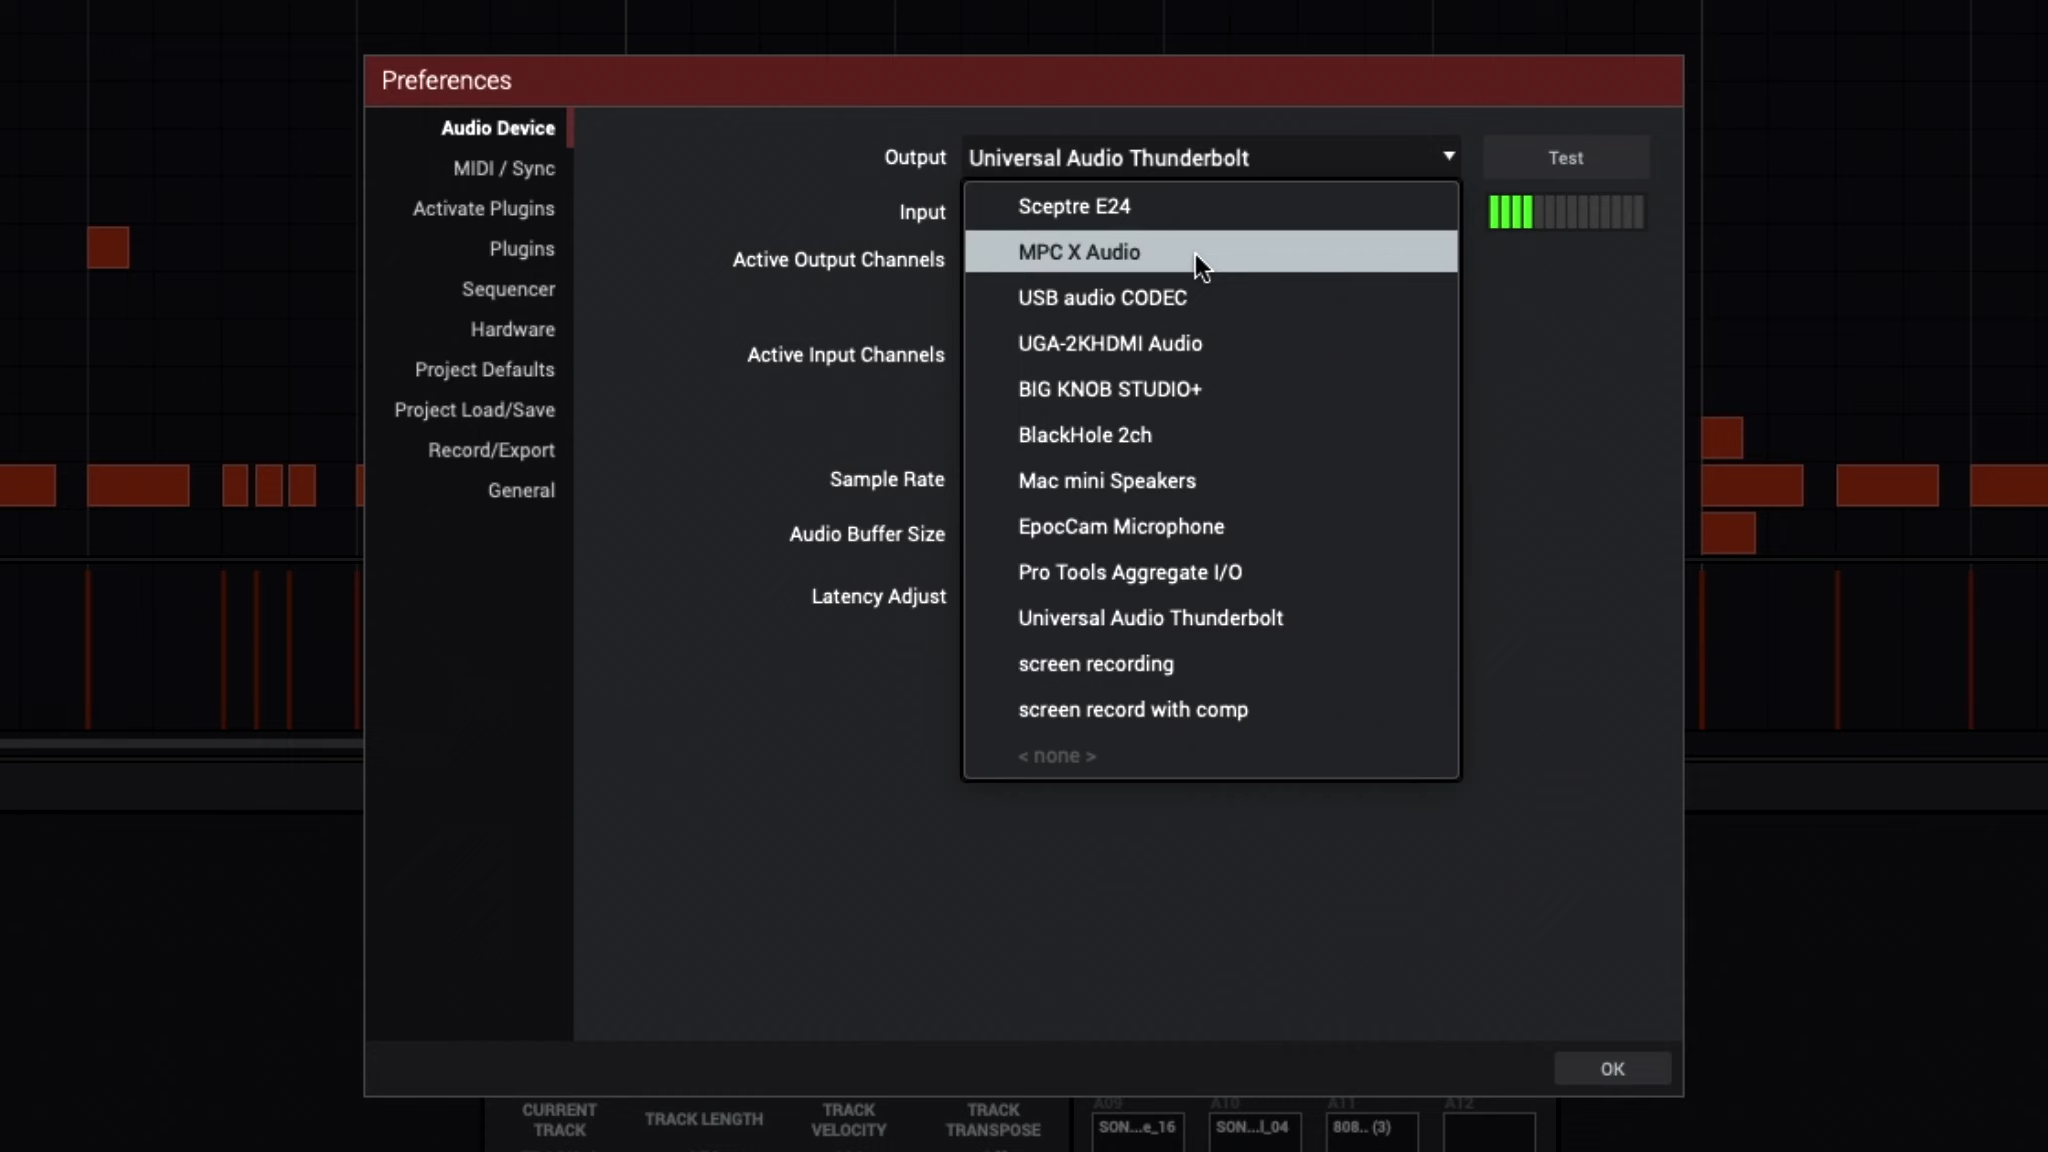 Preferences
Audio Device
MIDI / Sync
Activate Plugins
Plugins
Sequencer
Hardware
Project Defaults
Project Load/Save
Record/Export
General
Output
Universal Audio Thunderbolt
Test
Input
Active Output Channels
Active Input Channels
Sample Rate
Audio Buffer Size
Latency Adjust
Sceptre E24
MPC X Audio
USB audio CODEC
UGA-2KHDMI Audio
BIG KNOB STUDIO+
BlackHole 2ch
Mac mini Speakers
EpocCam Microphone
Pro Tools Aggregate I/O
Universal Audio Thunderbolt
screen recording
screen record with comp
< none >
OK
CURRENT
TRACK
TRACK LENGTH
TRACK
VELOCITY
TRACK
TRANSPOSE
A09
SON...e_16
A10
SON...l_04
A11
808.. (3)
A12